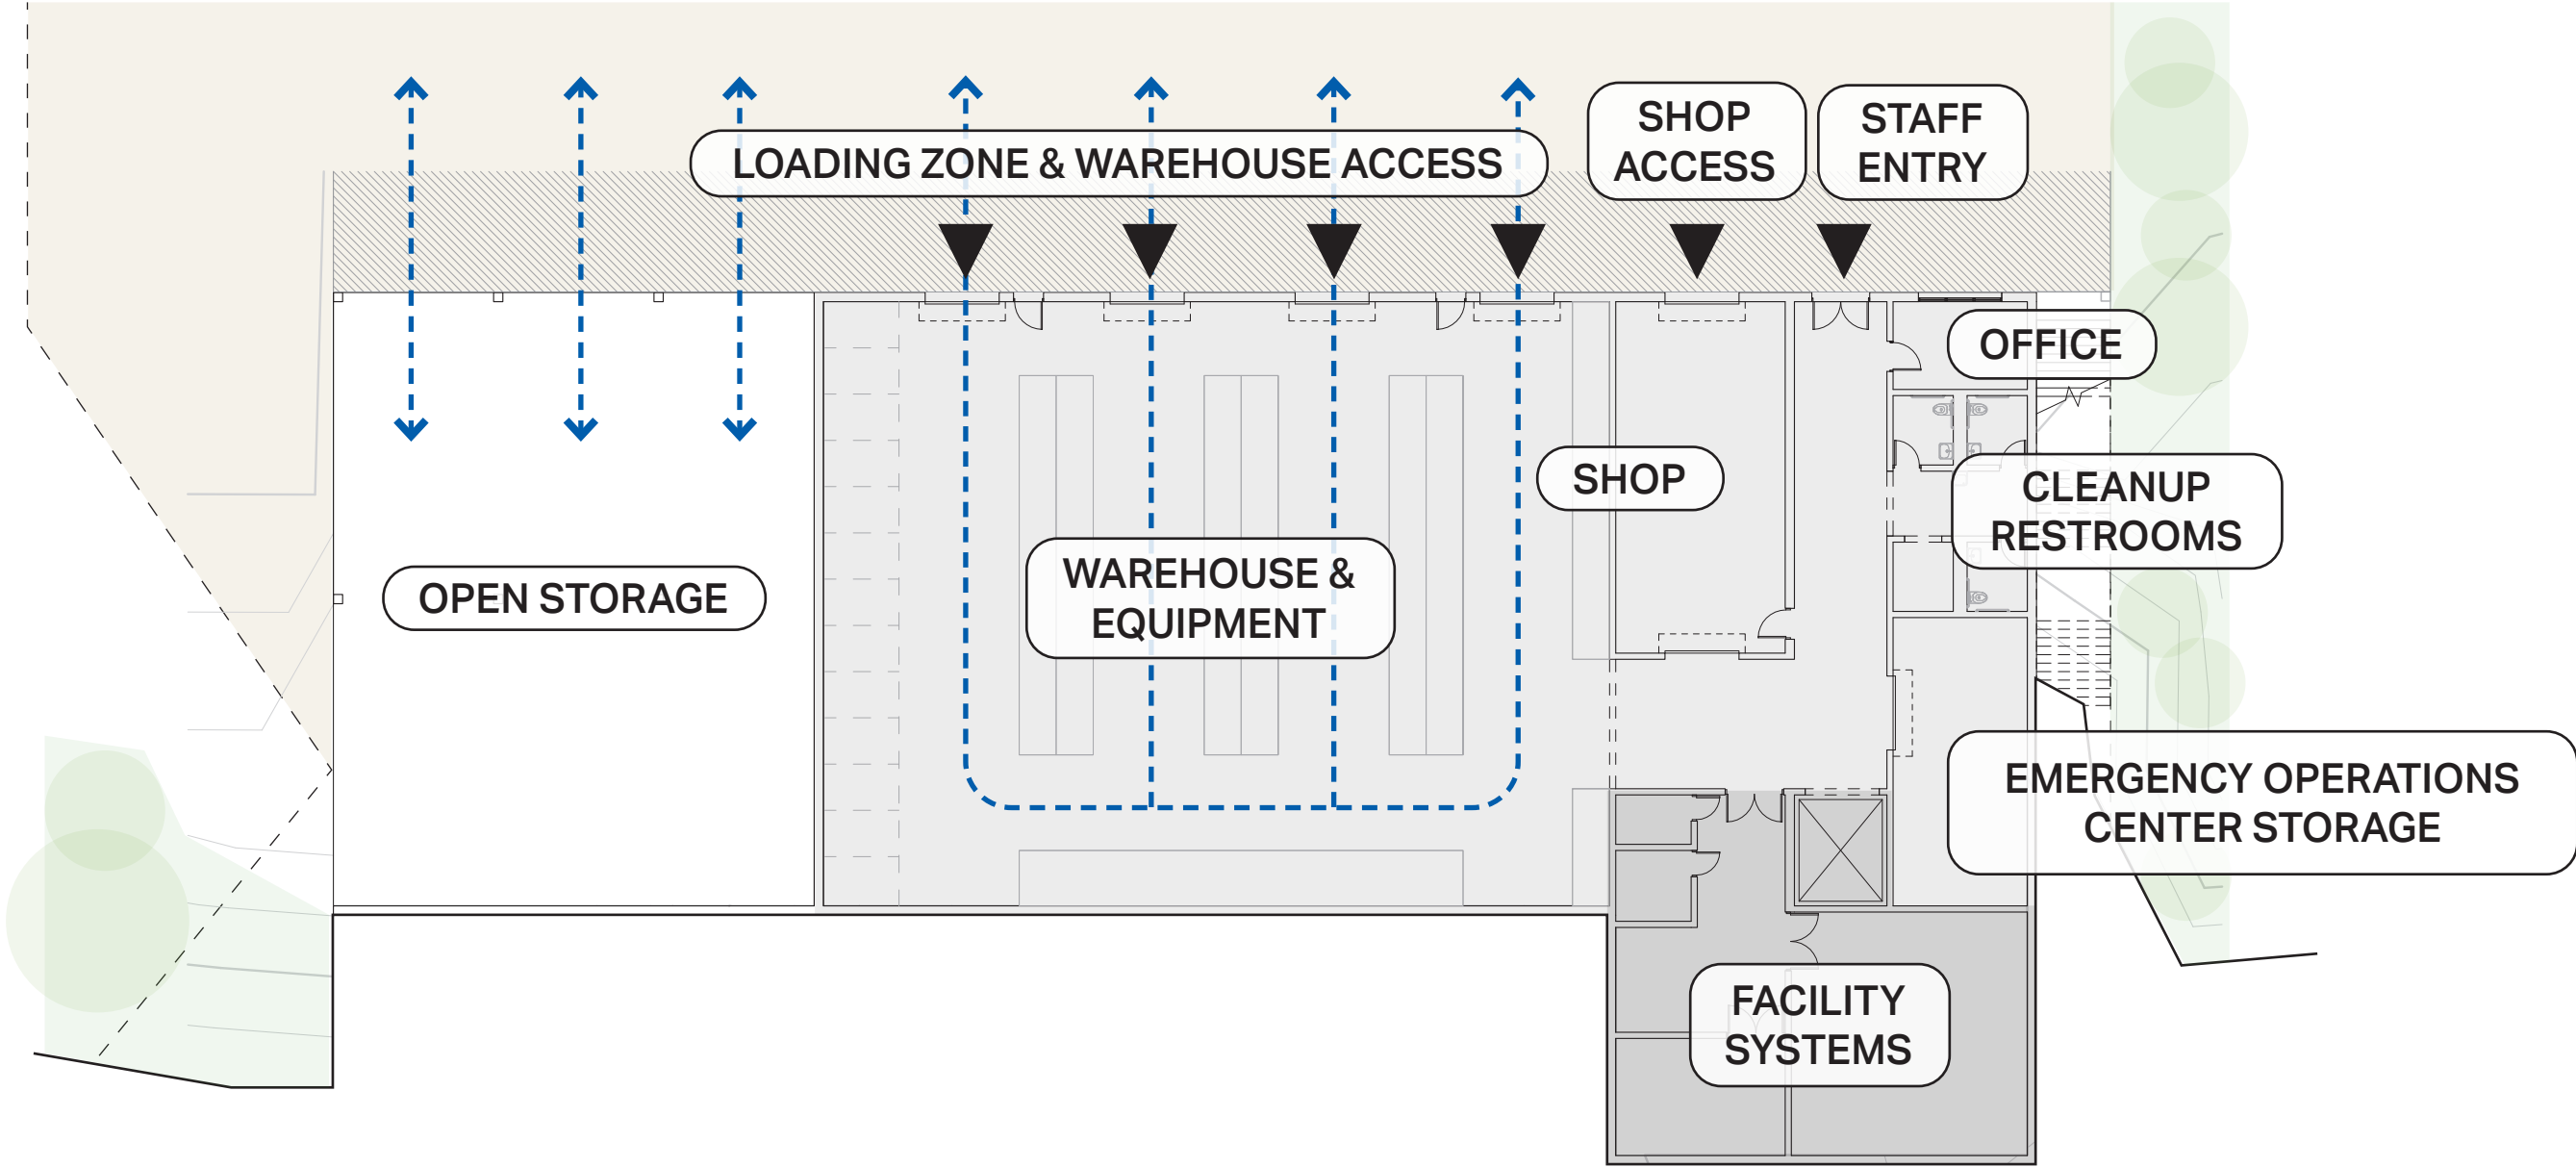 LOADING ZONE & WAREHOUSE ACCESS
SHOP
ACCESS
STAFF
ENTRY
OFFICE
SHOP
CLEANUP
RESTROOMS
OPEN STORAGE
WAREHOUSE &
EQUIPMENT
EMERGENCY OPERATIONS
CENTER STORAGE
FACILITY
SYSTEMS